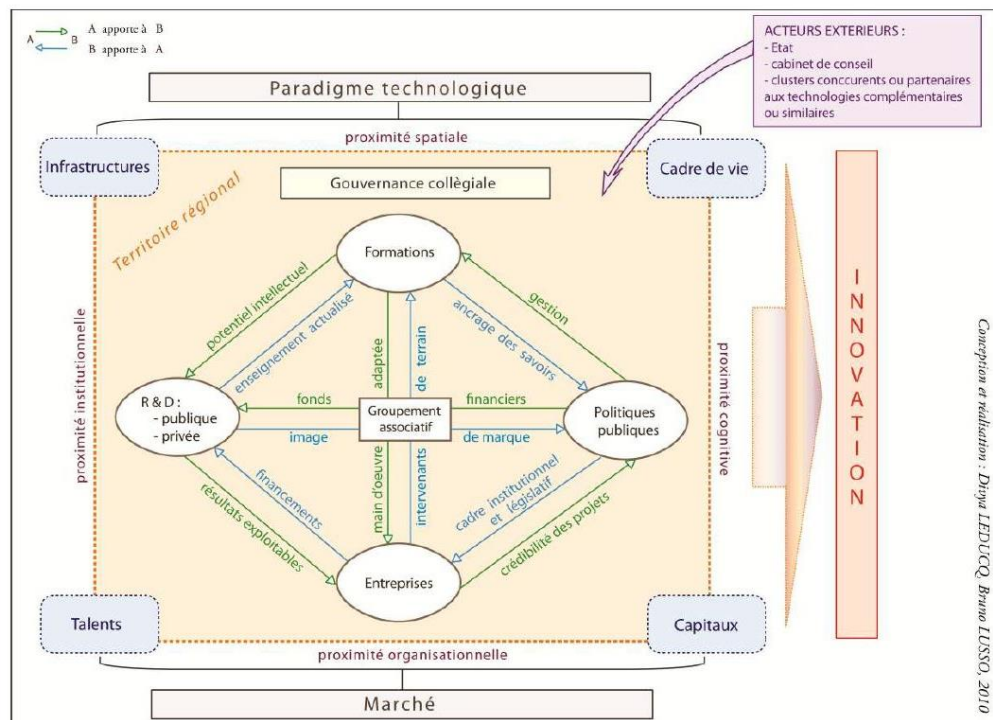 A apporte à B
A B
B apporte à A
ACTEURS EXTERIEURS :
- Etat
- cabinet de conseil
- clusters conccurents ou partenaires
aux technologies complémentaires
ou similaires
Paradigme technologique
proximité spatiale
Infrastructures
Cadre de vie
Gouvernance collègiale
Territoire régional
Formations
potentiel intellectuel
enseignement actualisé
adaptée
de terrain
ancrage des savoirs
gestion
proximité institutionnelle
R & D :
- publique
- privée
fonds
financiers
Groupement
associatif
image
de marque
Politiques
publiques
proximité cognitive
INNOVATION
résultats exploitables
financements
main d'oeuvre
intervenants
cadre institutionnel
et législatif
crédibilité des projets
Entreprises
Talents
Capitaux
proximité organisationnelle
Marché
Conception et réalisation : Divya LEDUCQ, Bruno LUSSO, 2010